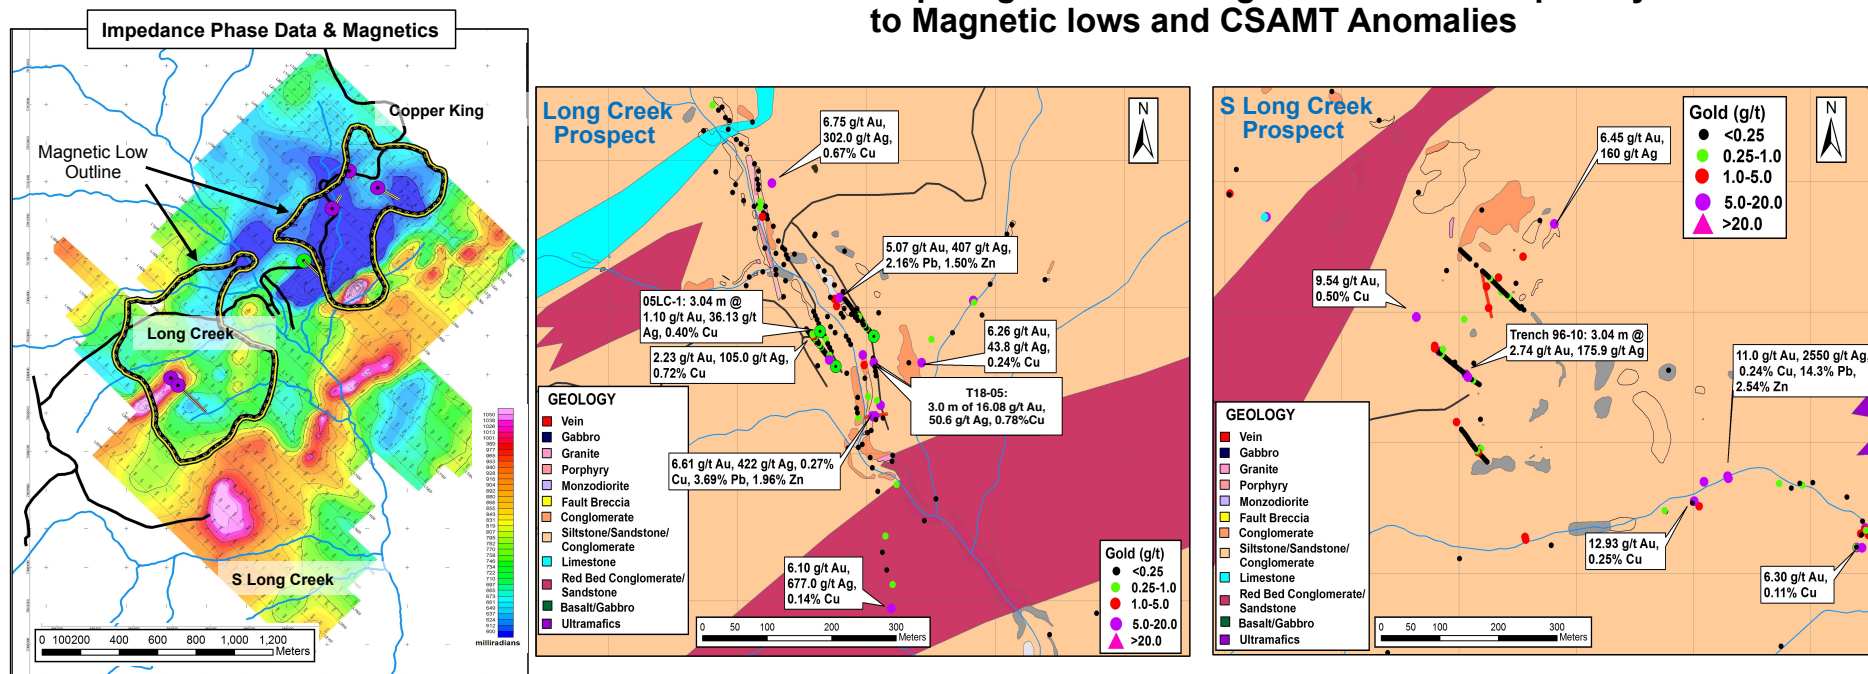 to Magnetic lows and CSAMT Anomalies
Impedance Phase Data & Magnetics
Copper King
Magnetic Low
Outline
Long Creek
S Long Creek
0 100200 400 600 800 1,000 1,200
Meters
1050
milliradians
Long Creek
Prospect
N
6.75 g/t Au,
302.0 g/t Ag,
0.67% Cu
5.07 g/t Au, 407 g/t Ag,
2.16% Pb, 1.50% Zn
05LC-1: 3.04 m @
1.10 g/t Au, 36.13 g/t
Ag, 0.40% Cu
2.23 g/t Au, 105.0 g/t Ag,
0.72% Cu
6.26 g/t Au,
43.8 g/t Ag,
0.24% Cu
T18-05:
3.0 m of 16.08 g/t Au,
50.6 g/t Ag, 0.78%Cu
6.61 g/t Au, 422 g/t Ag, 0.27%
Cu, 3.69% Pb, 1.96% Zn
6.10 g/t Au,
677.0 g/t Ag,
0.14% Cu
GEOLOGY
Vein
Gabbro
Granite
Porphyry
Monzodiorite
Fault Breccia
Conglomerate
Siltstone/Sandstone/
Conglomerate
Limestone
Red Bed Conglomerate/
Sandstone
Basalt/Gabbro
Ultramafics
0 50 100 200 300
Meters
Gold (g/t)
<0.25
0.25-1.0
1.0-5.0
5.0-20.0
>20.0
S Long Creek
Prospect
6.45 g/t Au,
160 g/t Ag
Gold (g/t)
<0.25
0.25-1.0
1.0-5.0
5.0-20.0
>20.0
N
9.54 g/t Au,
0.50% Cu
Trench 96-10: 3.04 m @
2.74 g/t Au, 175.9 g/t Ag
11.0 g/t Au, 2550 g/t Ag,
0.24% Cu, 14.3% Pb,
2.54% Zn
12.93 g/t Au,
0.25% Cu
6.30 g/t Au,
0.11% Cu
GEOLOGY
Vein
Gabbro
Granite
Porphyry
Monzodiorite
Fault Breccia
Conglomerate
Siltstone/Sandstone/
Conglomerate
Limestone
Red Bed Conglomerate/
Sandstone
Basalt/Gabbro
Ultramafics
0 50 100 200 300
Meters